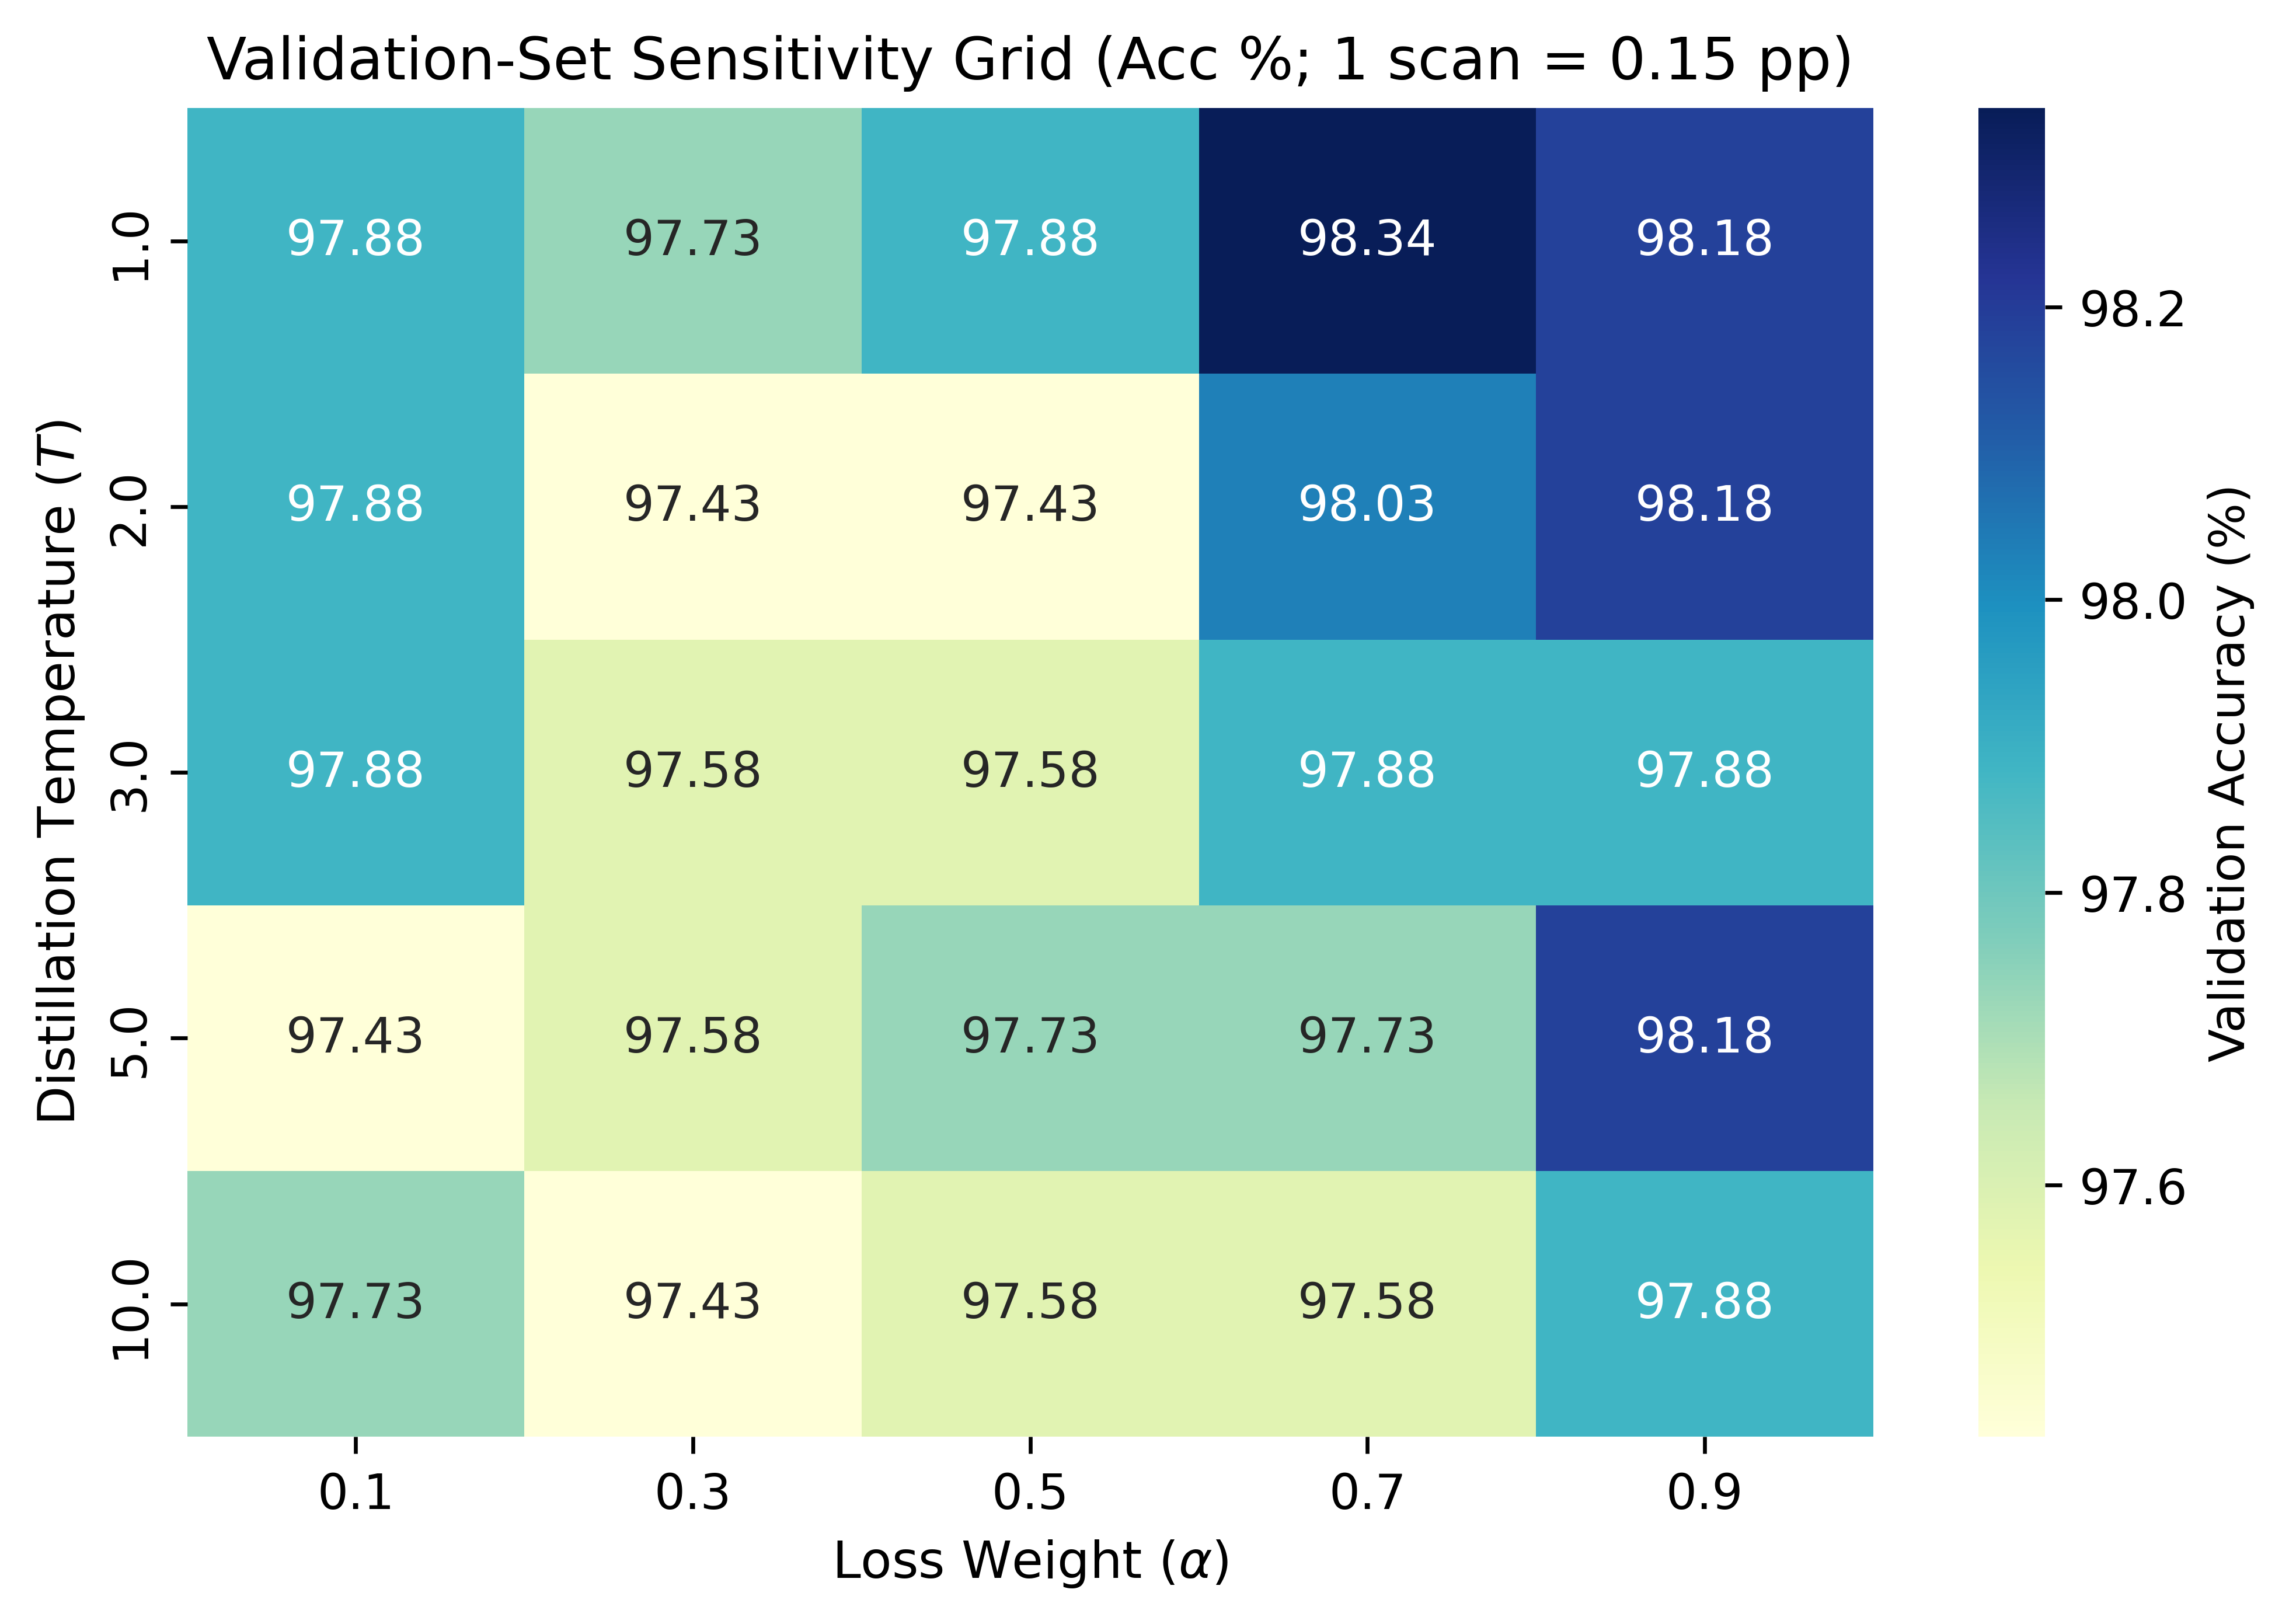 Validation-Set Sensitivity Grid (Acc %; 1 scan = 0.15 pp)
Distillation Temperature (T)
1.0 97.88 97.73 97.88 98.34 98.18
2.0 97.88 97.43 97.43 98.03 98.18
3.0 97.88 97.58 97.58 97.88 97.88
5.0 97.43 97.58 97.73 97.73 98.18
10.0 97.73 97.43 97.58 97.58 97.88
0.1 0.3 0.5 0.7 0.9
Loss Weight (α)
98.2
98.0
97.8
97.6
Validation Accuracy (%)